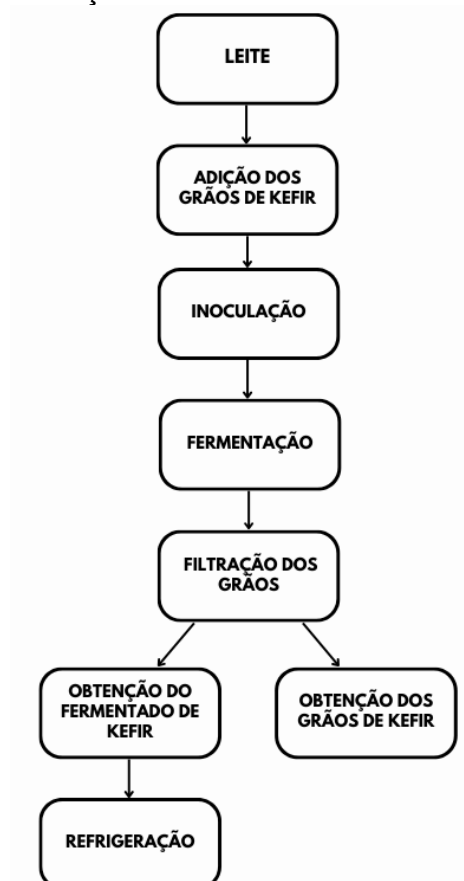 LEITE
ADIÇÃO DOS
GRÃOS DE KEFIR
INOCULAÇÃO
FERMENTAÇÃO
FILTRAÇÃO DOS
GRÃOS
OBTENÇÃO DO
FERMENTADO DE
KEFIR
OBTENÇÃO DOS
GRÃOS DE KEFIR
REFRIGERAÇÃO